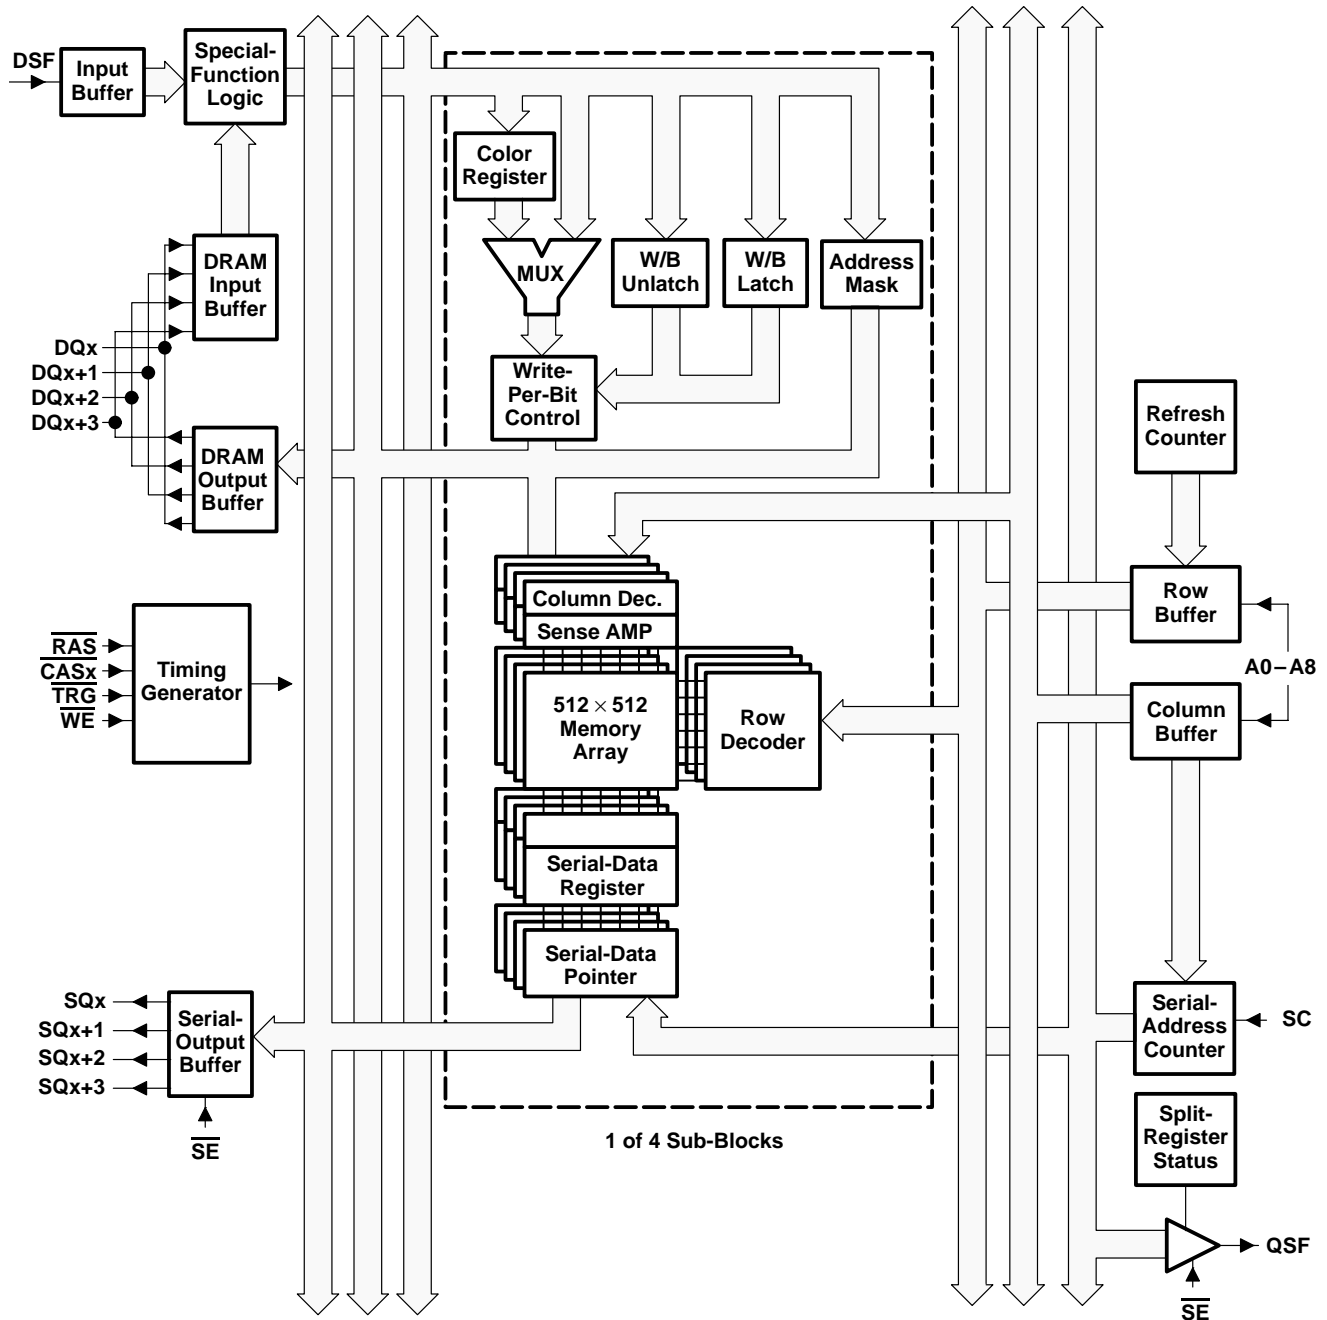 DSF
Input
Buffer
Special-
Function
Logic
Color
Register
MUX
W/B
Unlatch
W/B
Latch
Address
Mask
DRAM
Input
Buffer
DQx
DQx+1
DQx+2
DQx+3
Write-
Per-Bit
Control
DRAM
Output
Buffer
Refresh
Counter
Row
Buffer
A0–A8
Column
Buffer
Column Dec.
Sense AMP
RAS
CASx
TRG
WE
Timing
Generator
512 × 512
Memory
Array
Row
Decoder
Serial-Data
Register
Serial-Data
Pointer
SQx
SQx+1
SQx+2
SQx+3
Serial-
Output
Buffer
SE
Serial-
Address
Counter
SC
1 of 4 Sub-Blocks
Split-
Register
Status
QSF
SE